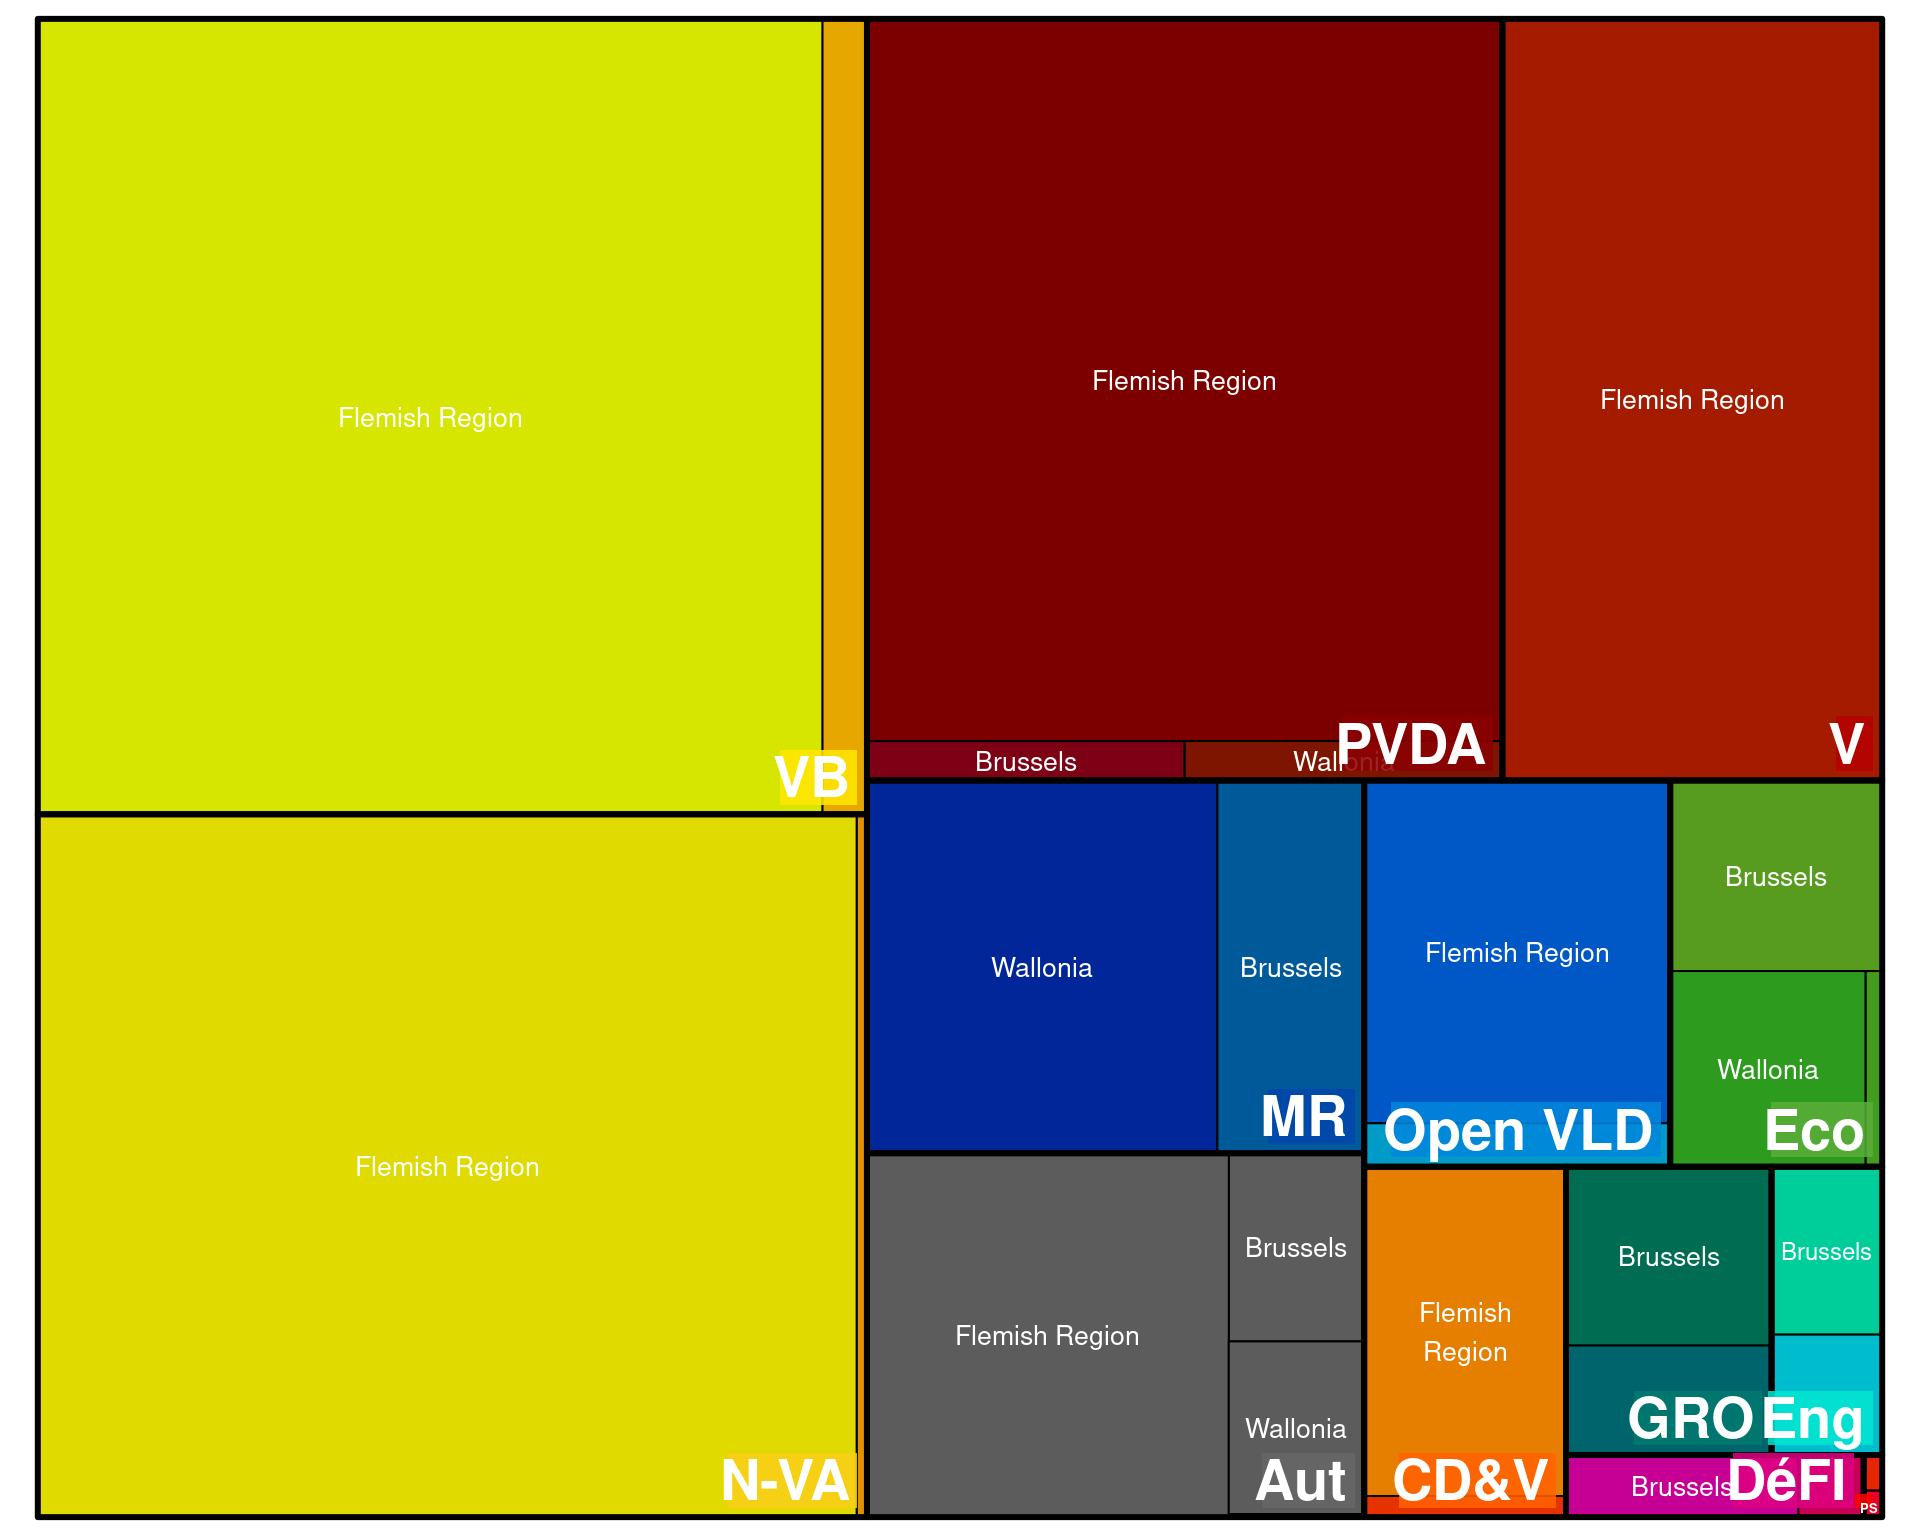 Flemish Region
VB
Flemish Region
N-VA
Flemish Region
Brussels
Wallonia
PVDA
Flemish Region
V
Wallonia
Brussels
MR
Flemish Region
Open VLD
Brussels
Wallonia
Eco
Flemish Region
Brussels
Wallonia
Aut
Flemish
Region
CD&V
Brussels
GRO
Brussels
Eng
Brussels
DéFI
PS